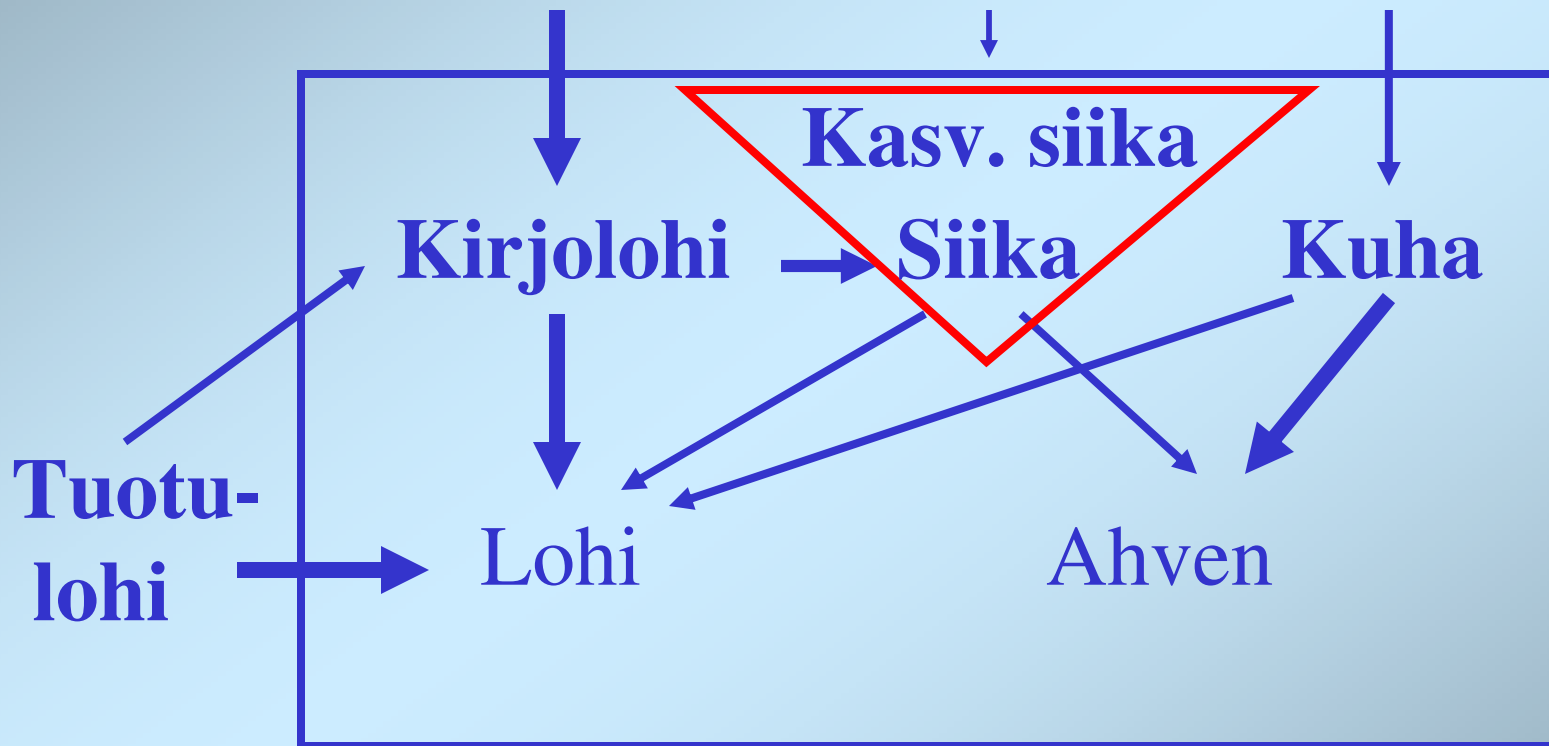 Kasv. siika
Kirjolohi
Siika
Kuha
Tuotu-
lohi
Lohi
Ahven